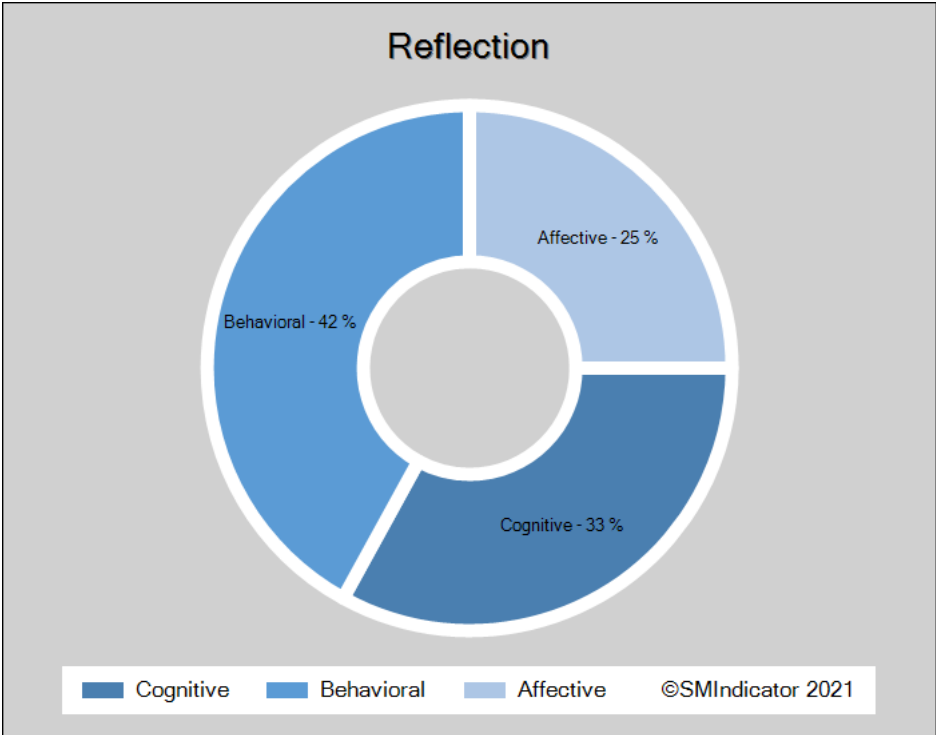 Reflection
Affective - 25 %
Behavioral - 42 %
Cognitive - 33 %
Cognitive Behavioral Affective ©SMIndicator 2021